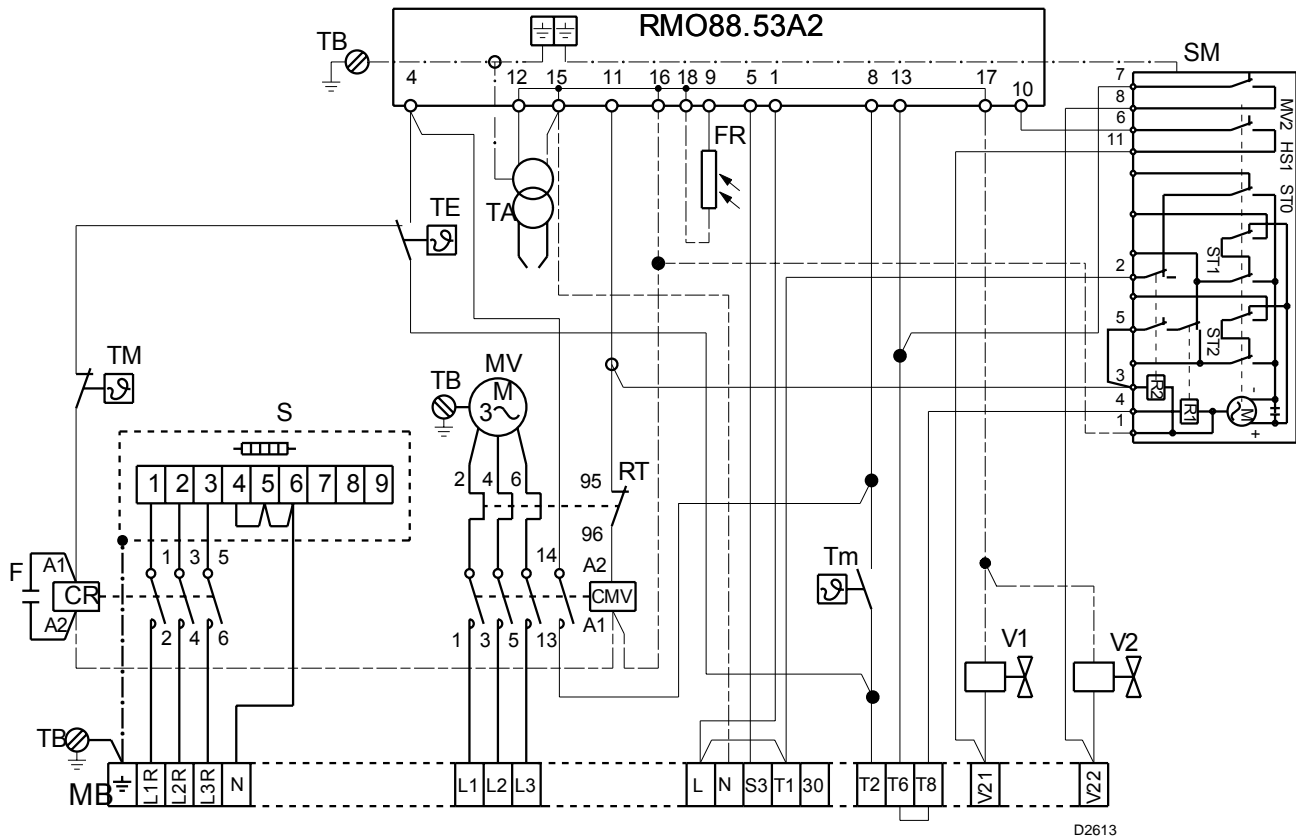 RMO88.53A2
TB
SM
4 12 15 11 16 18 9 5 1 8 13 17 10
7
8
6
11
2
5
3
4
1
MV2 HS1 ST0
ST1
ST2
R2
R1
M
-
+
FR
TA
TE
ϑ
TM
ϑ
TB
MV
M
3~
S
1 2 3 4 5 6 7 8 9
2 4 6
95
RT
96
F
A1
CR
A2
1 3 5
2 4 6
14
A2
CMV
A1
1 3 5 13
Tm
ϑ
V1
V2
TB
MB
L1R L2R L3R N
L1 L2 L3
L N S3 T1 30
T2 T6 T8
V21
V22
D2613